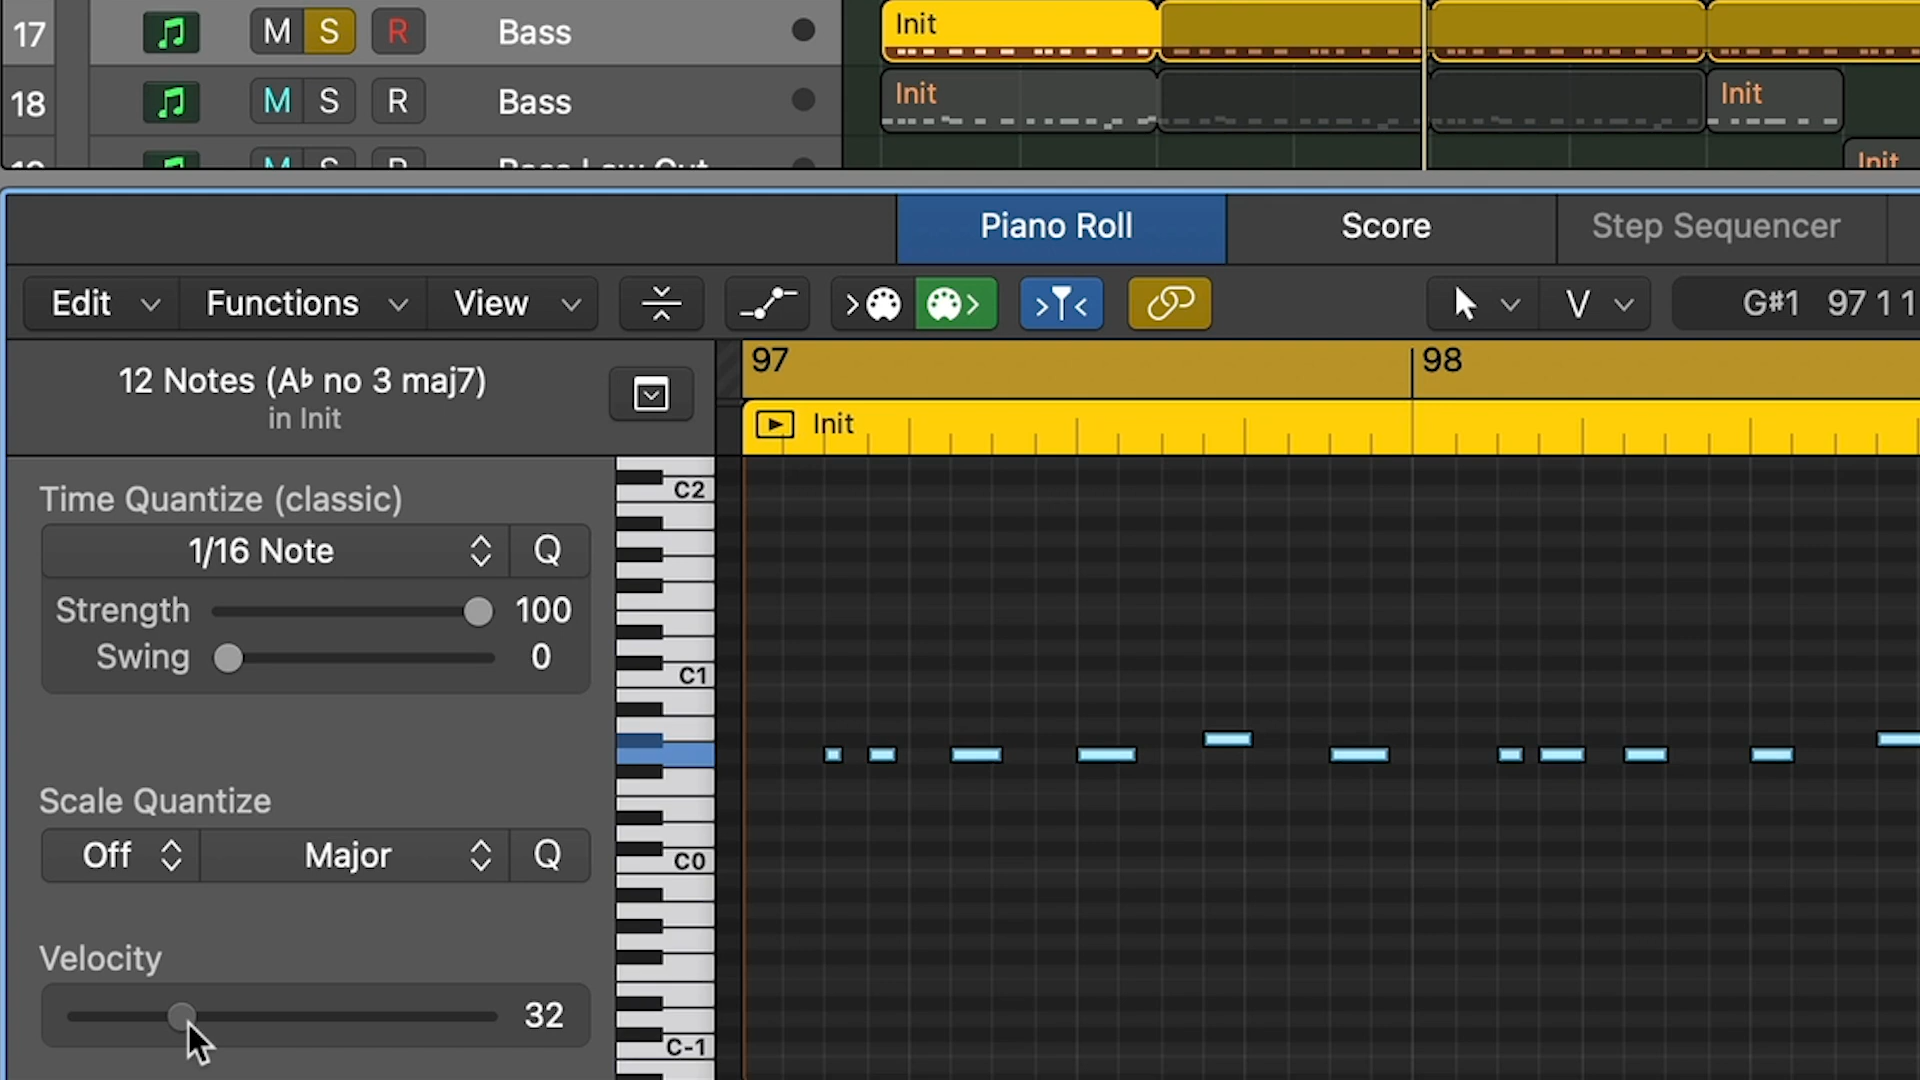 17 M S R Bass Init
18 M S R Bass Init Init
Init
Piano Roll Score Step Sequencer
Edit Functions View V G#1 97 1 1
12 Notes (A♭ no 3 maj7)
in Init
97 98
Init
Time Quantize (classic)
1/16 Note Q
Strength 100
Swing 0
Scale Quantize
Off Major Q
Velocity
32
C2
C1
C0
C-1